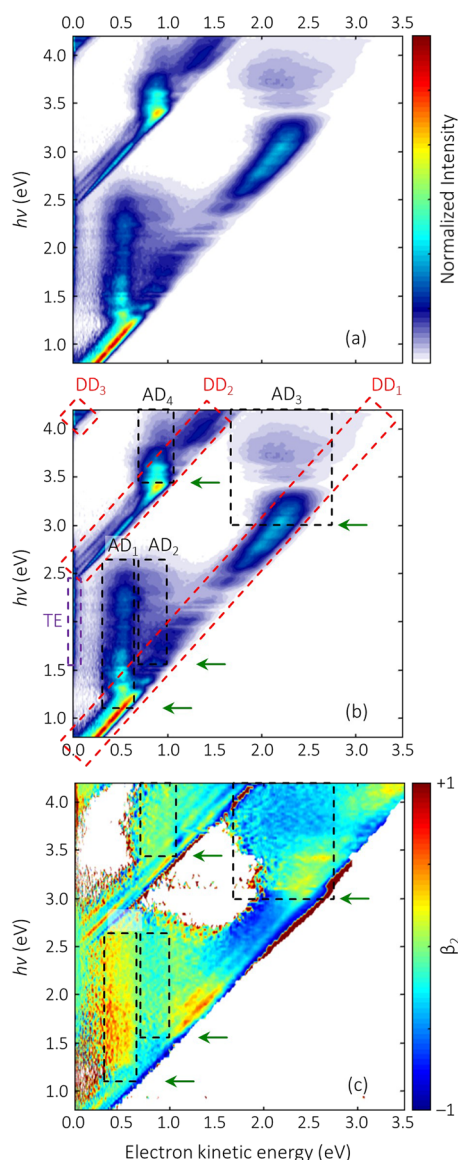 0.0 0.5 1.0 1.5 2.0 2.5 3.0 3.5
4.0
3.5
3.0
2.5
2.0
1.5
1.0
hν (eV)
(a)
Normalized Intensity
DD3 AD4 DD2 AD3 DD1
4.0
3.5
3.0
2.5
2.0
1.5
1.0
hν (eV)
AD1 AD2
TE
(b)
0.0 0.5 1.0 1.5 2.0 2.5 3.0 3.5
4.0
3.5
3.0
2.5
2.0
1.5
1.0
hν (eV)
(c)
+1
β2
−1
0.0 0.5 1.0 1.5 2.0 2.5 3.0 3.5
Electron kinetic energy (eV)